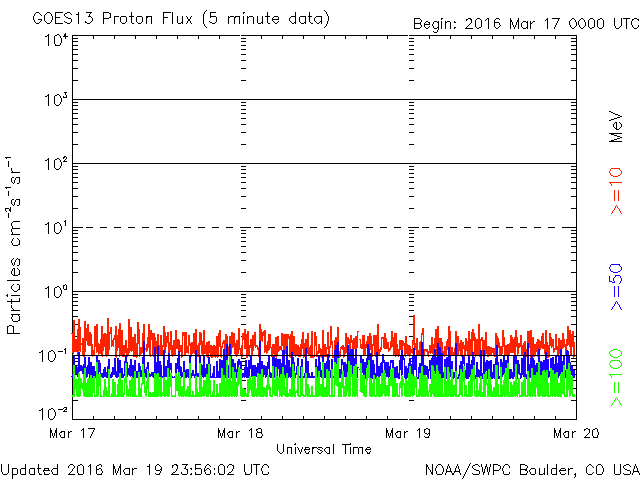 GOES13 Proton Flux (5 minute data)
Begin: 2016 Mar 17 0000 UTC
Particles cm⁻²s⁻¹sr⁻¹
10⁴
10³
10²
10¹
10⁰
10⁻¹
10⁻²
MeV
>=10
>=50
>=100
Mar 17
Mar 18
Mar 19
Mar 20
Universal Time
Updated 2016 Mar 19 23:56:02 UTC
NOAA/SWPC Boulder, CO USA